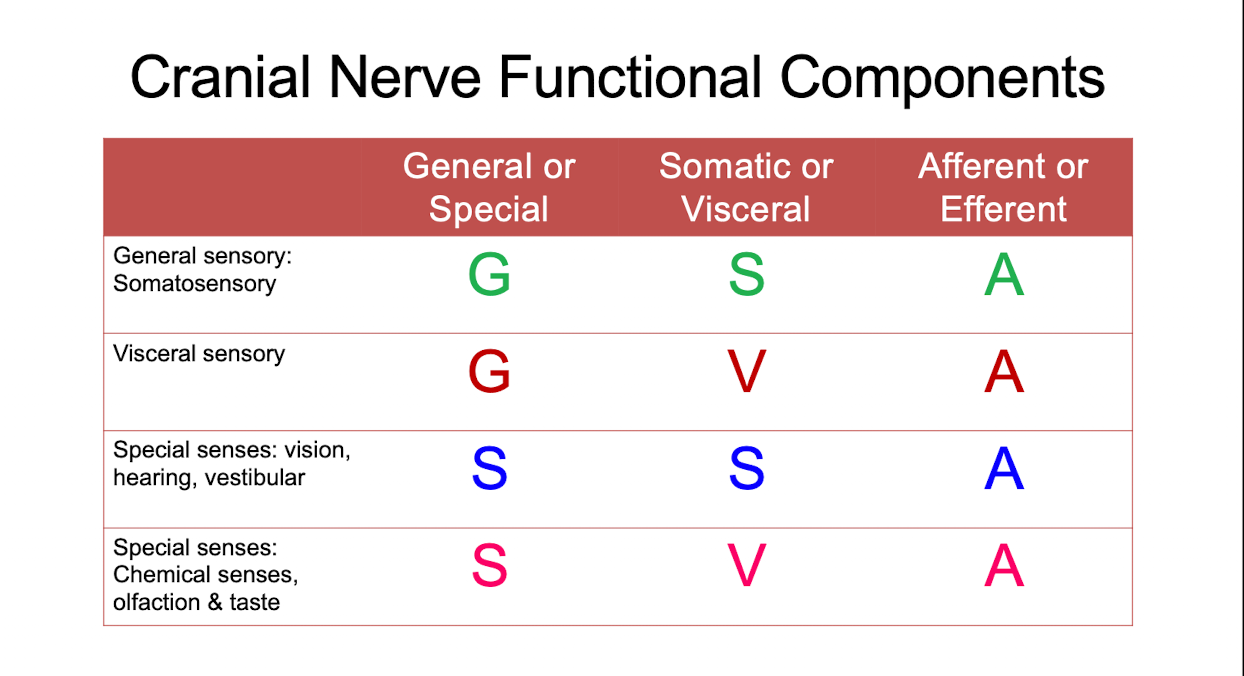 Cranial Nerve Functional Components
General or
Special
Somatic or
Visceral
Afferent or
Efferent
General sensory:
Somatosensory
G
S
A
Visceral sensory
G
V
A
Special senses: vision,
hearing, vestibular
S
S
A
Special senses:
Chemical senses,
olfaction & taste
S
V
A